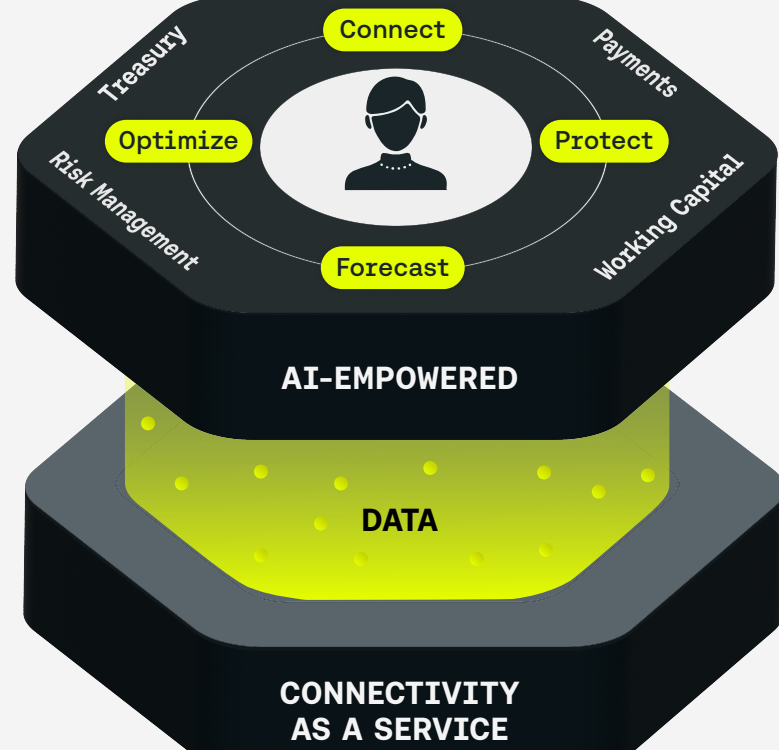 Connect
Treasury
Payments
Optimize
Protect
Risk Management
Working Capital
Forecast
AI-EMPOWERED
DATA
CONNECTIVITY
AS A SERVICE